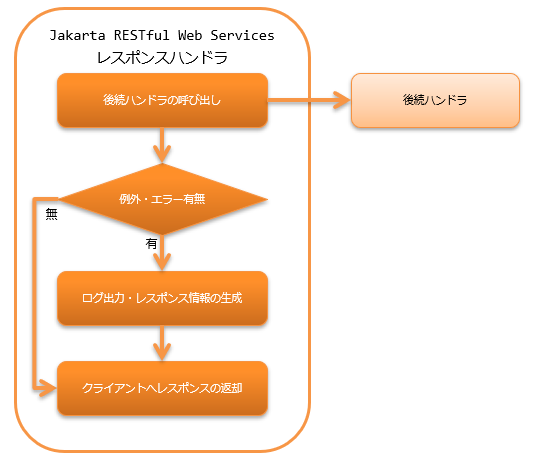 Jakarta RESTful Web Services
レスポンスハンドラ
後続ハンドラの呼び出し
後続ハンドラ
例外・エラー有無
無
有
ログ出力・レスポンス情報の生成
クライアントへレスポンスの返却